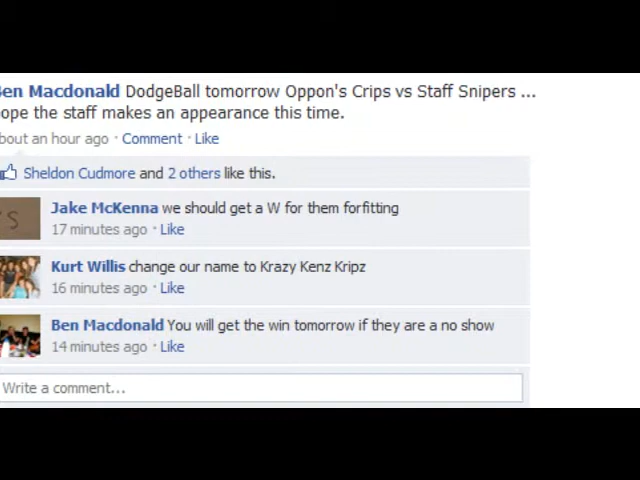 en Macdonald DodgeBall tomorrow Oppon's Crips vs Staff Snipers ...
ope the staff makes an appearance this time.
bout an hour ago · Comment · Like
Sheldon Cudmore and 2 others like this.
Jake McKenna we should get a W for them forfitting
17 minutes ago · Like
Kurt Willis change our name to Krazy Kenz Kripz
16 minutes ago · Like
Ben Macdonald You will get the win tomorrow if they are a no show
14 minutes ago · Like
Write a comment...